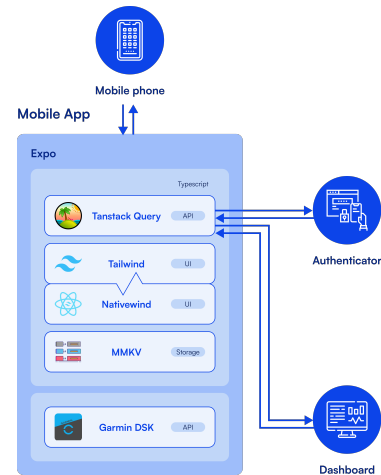 Mobile phone
Mobile App
Expo
Typescript
Tanstack Query API
Authenticator
Tailwind UI
Nativewind UI
MMKV Storage
Garmin DSK API
Dashboard